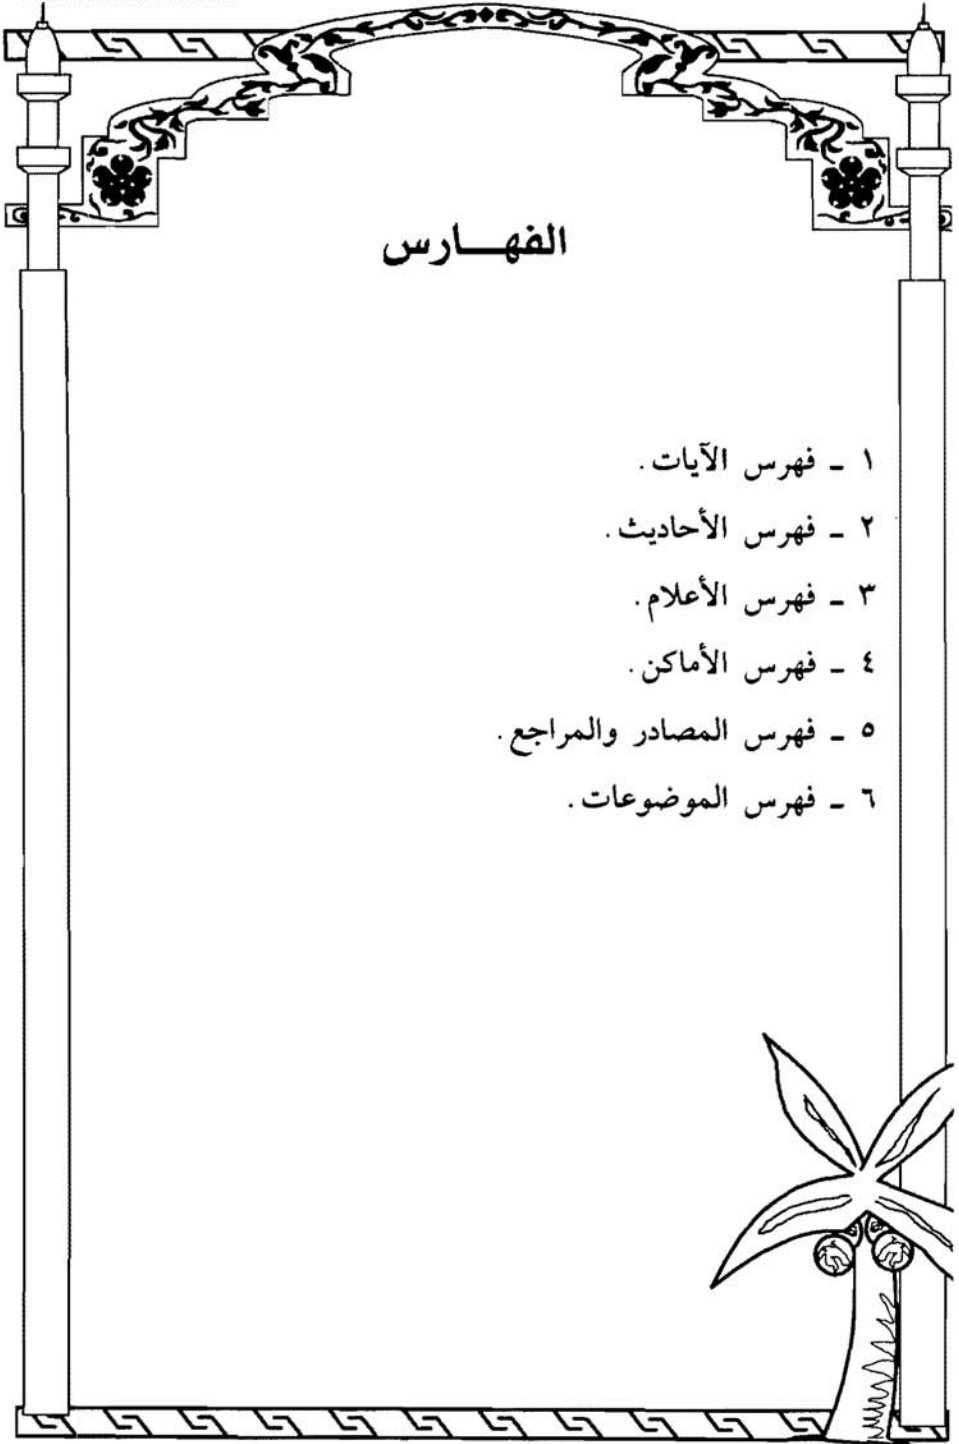 الفهـــارس
١ ـ فهرس الآيات.
٢ ـ فهرس الأحاديث.
٣ ـ فهرس الأعلام.
٤ ـ فهرس الأماكن.
٥ ـ فهرس المصادر والمراجع.
٦ ـ فهرس الموضوعات.